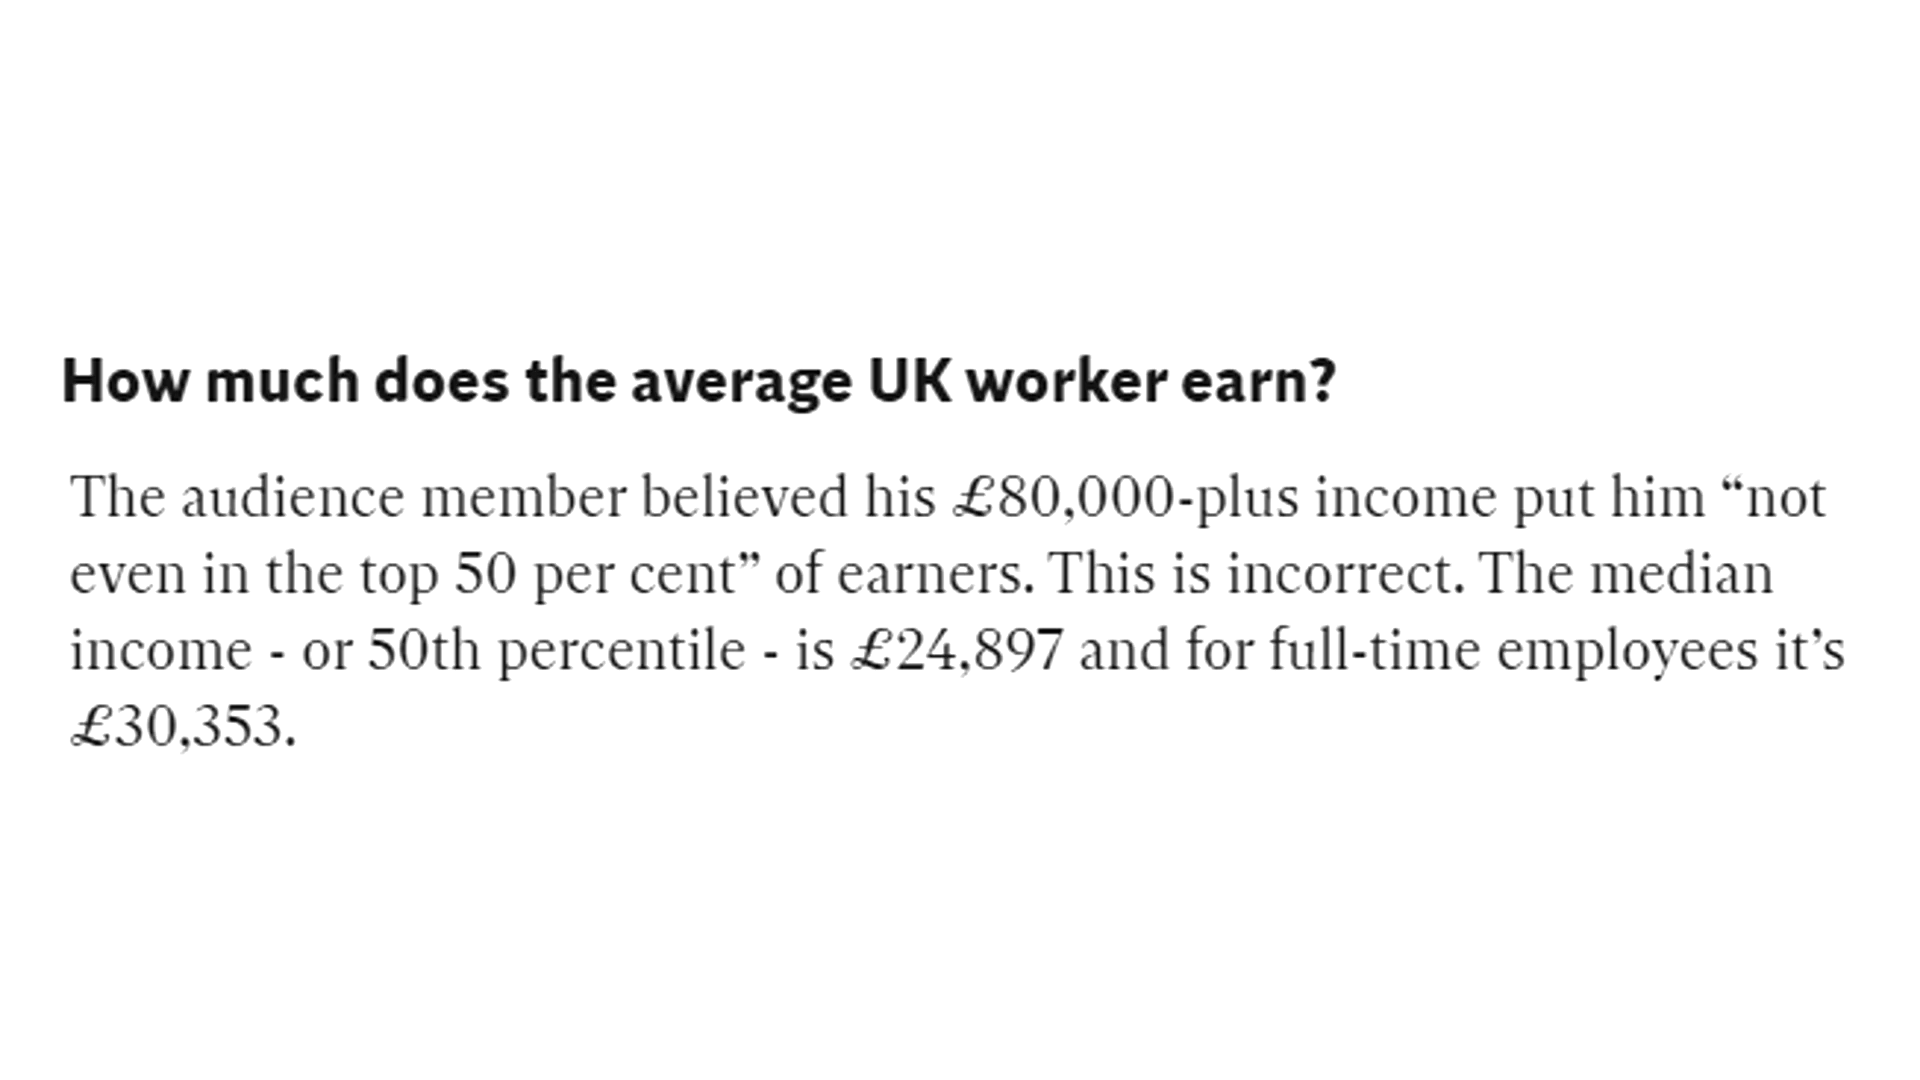 How much does the average UK worker earn?
The audience member believed his £80,000-plus income put him “not
even in the top 50 per cent” of earners. This is incorrect. The median
income - or 50th percentile - is £24,897 and for full-time employees it’s
£30,353.